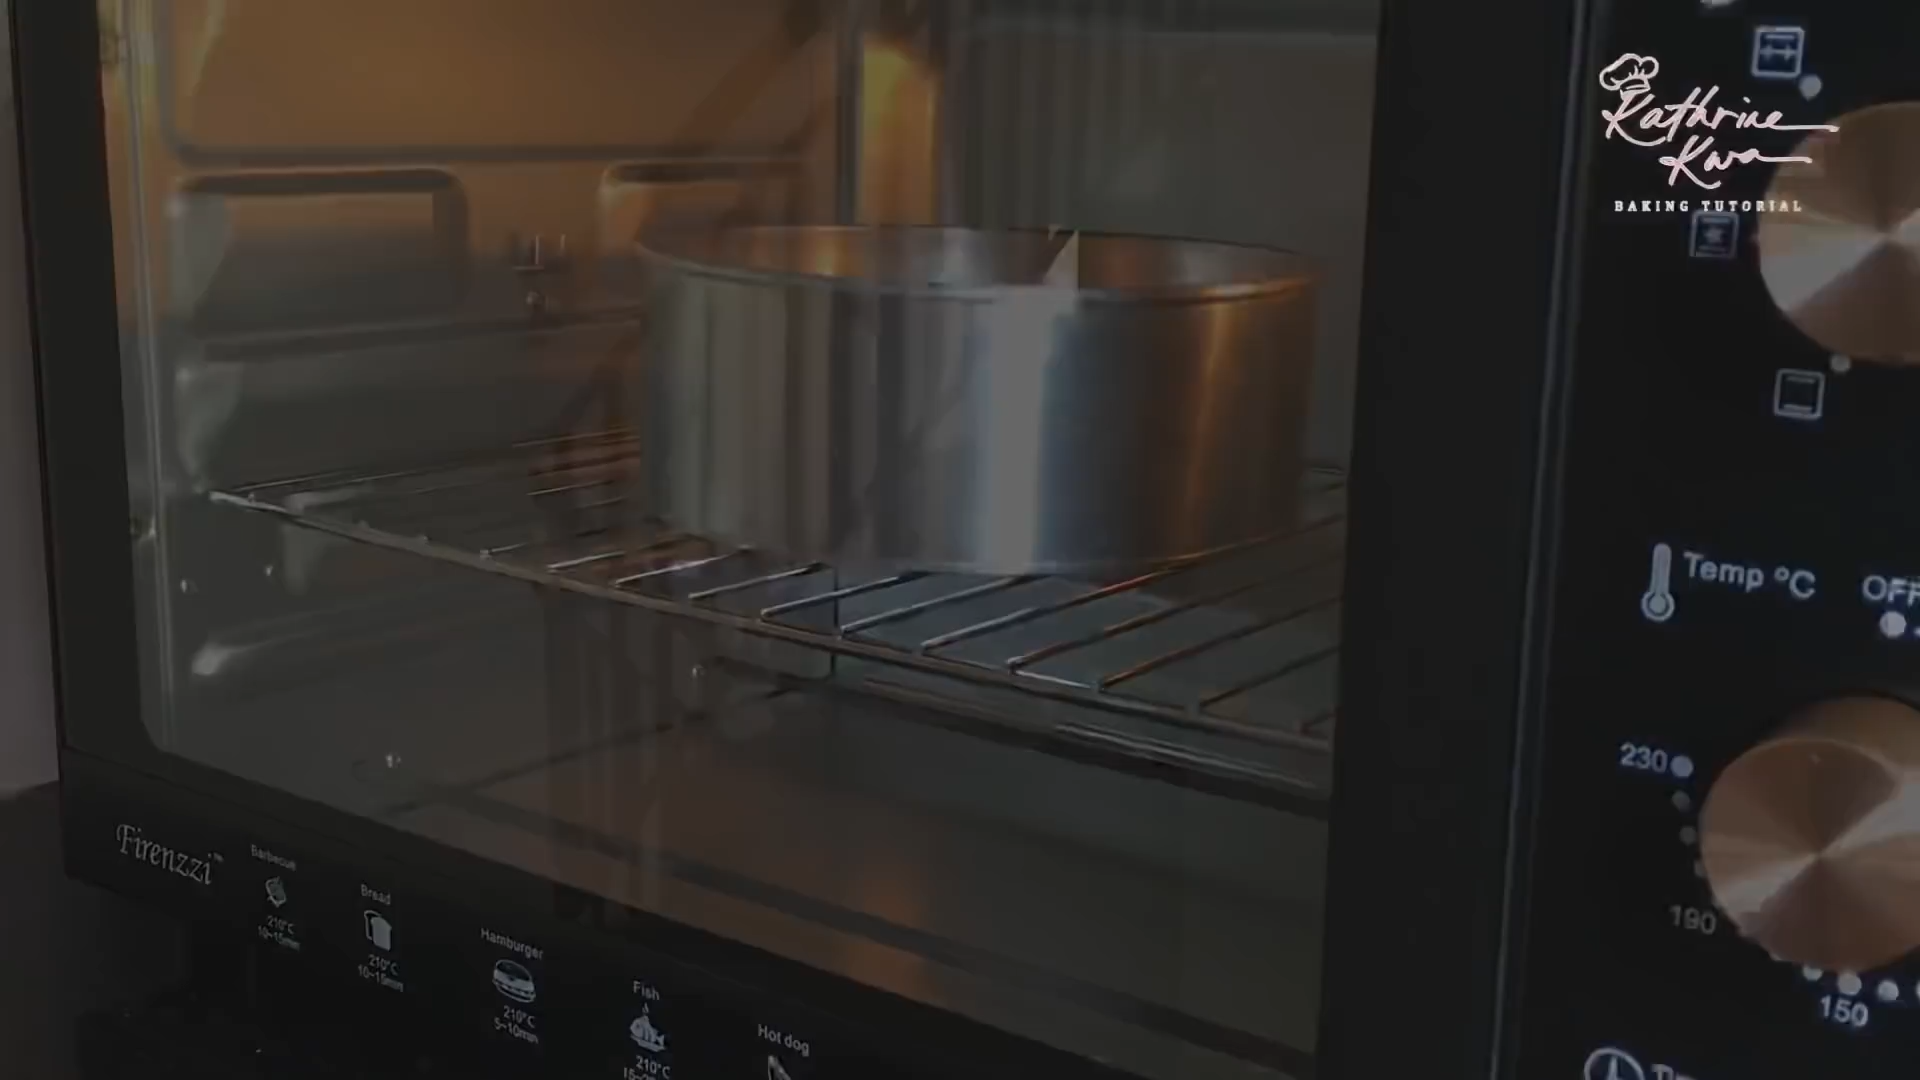 Kathrine
Kwa
BAKING TUTORIAL
Temp °C
OFF
230
190
150
Firenzzi™
Barbecue
210°C
10~15min
Bread
210°C
10~15min
Hamburger
210°C
5~10min
Fish
210°C
Hot dog